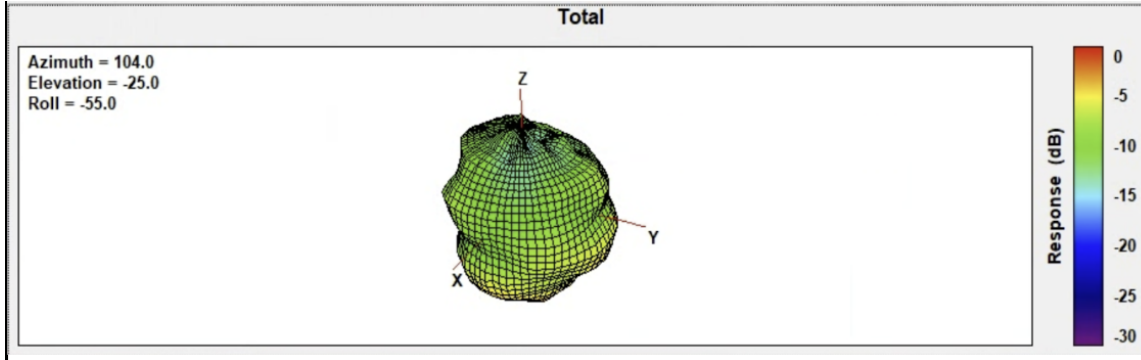 Total
Azimuth = 104.0
Elevation = -25.0
Roll = -55.0
Z
Y
X
Response (dB)
0
-5
-10
-15
-20
-25
-30